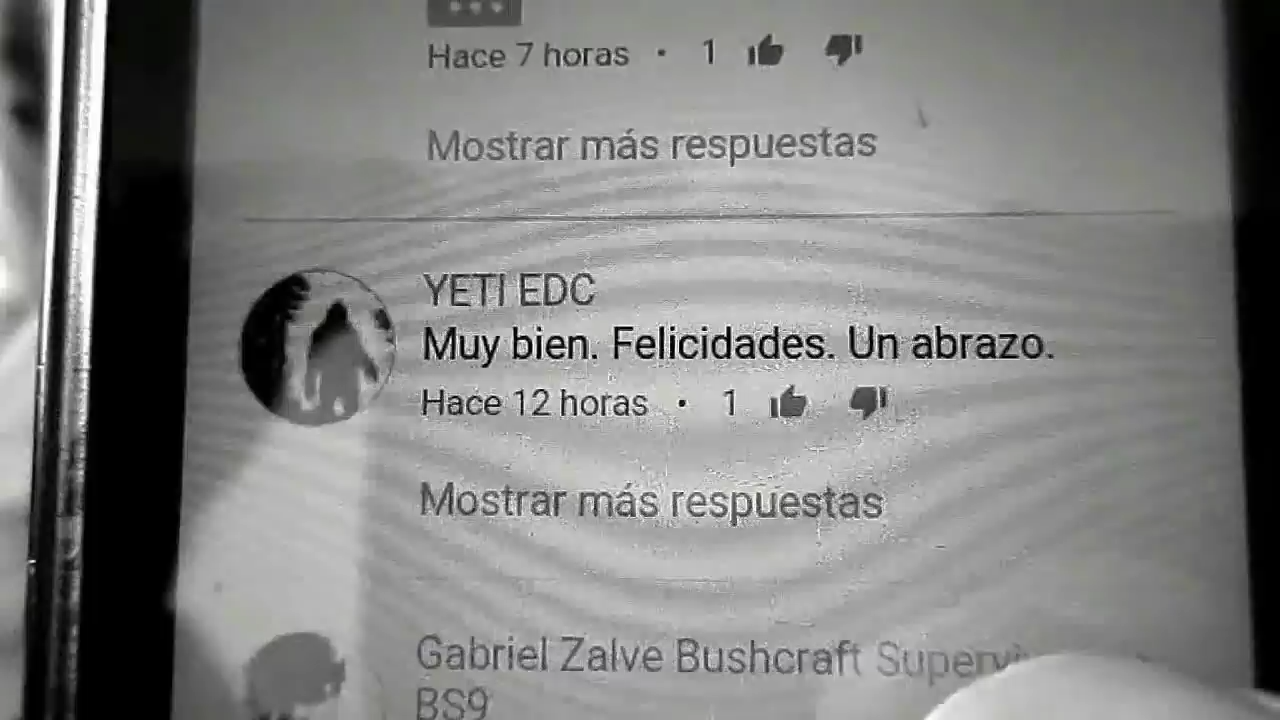 Hace 7 horas · 1
Mostrar más respuestas
YETI EDC
Muy bien. Felicidades. Un abrazo.
Hace 12 horas · 1
Mostrar más respuestas
Gabriel Zalve Bushcraft
BS9